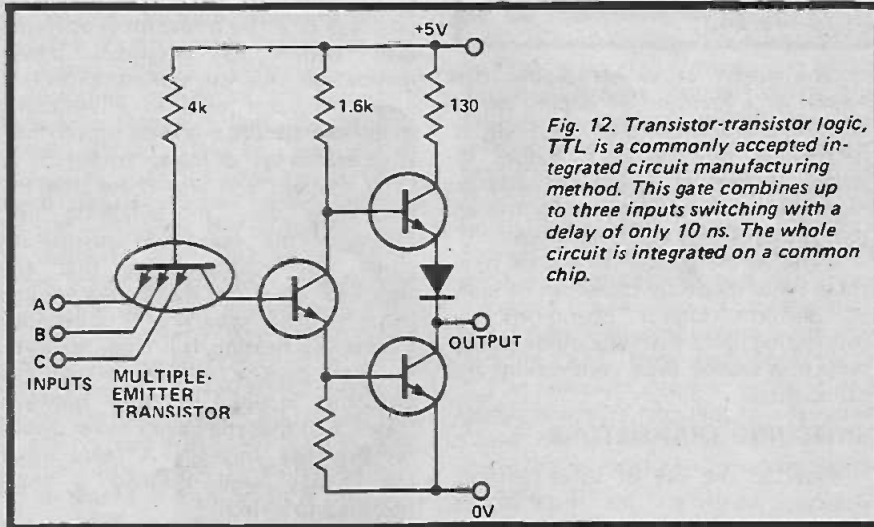 +5V
4k
1.6k
130
Fig. 12. Transistor-transistor logic,
TTL is a commonly accepted in-
tegrated circuit manufacturing
method. This gate combines up
to three inputs switching with a
delay of only 10 ns. The whole
circuit is integrated on a common
chip.
A
B
C
INPUTS
MULTIPLE-
EMITTER
TRANSISTOR
OUTPUT
0V